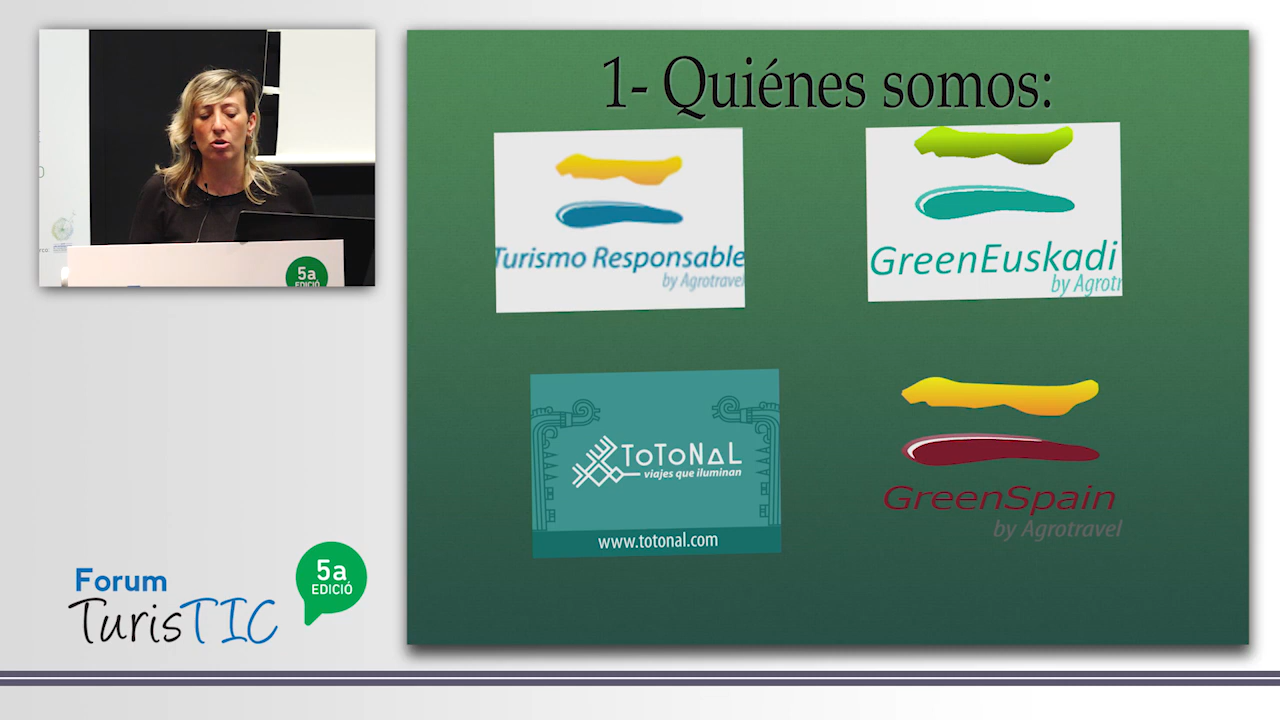 1- Quiénes somos:
Turismo Responsable
by Agrotravel
GreenEuskadi
by Agrotr
ToToNaL
viajes que iluminan
www.totonal.com
GreenSpain
by Agrotravel
5a
EDICIÓ
Forum
TurisTIC
5a
EDICIÓ